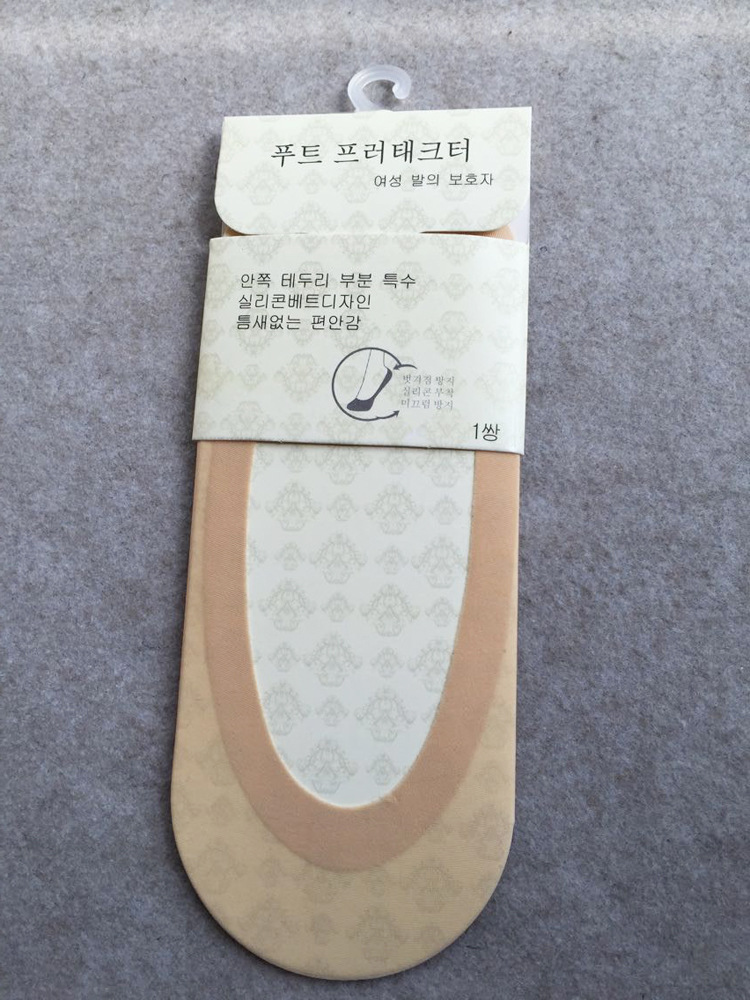 푸트 프러태크터
여성 발의 보호자
안쪽 테두리 부분 특수
실리콘베트디자인
틈새없는 편안감
벗겨짐 방지
실리콘 부착
미끄럼 방지
1쌍